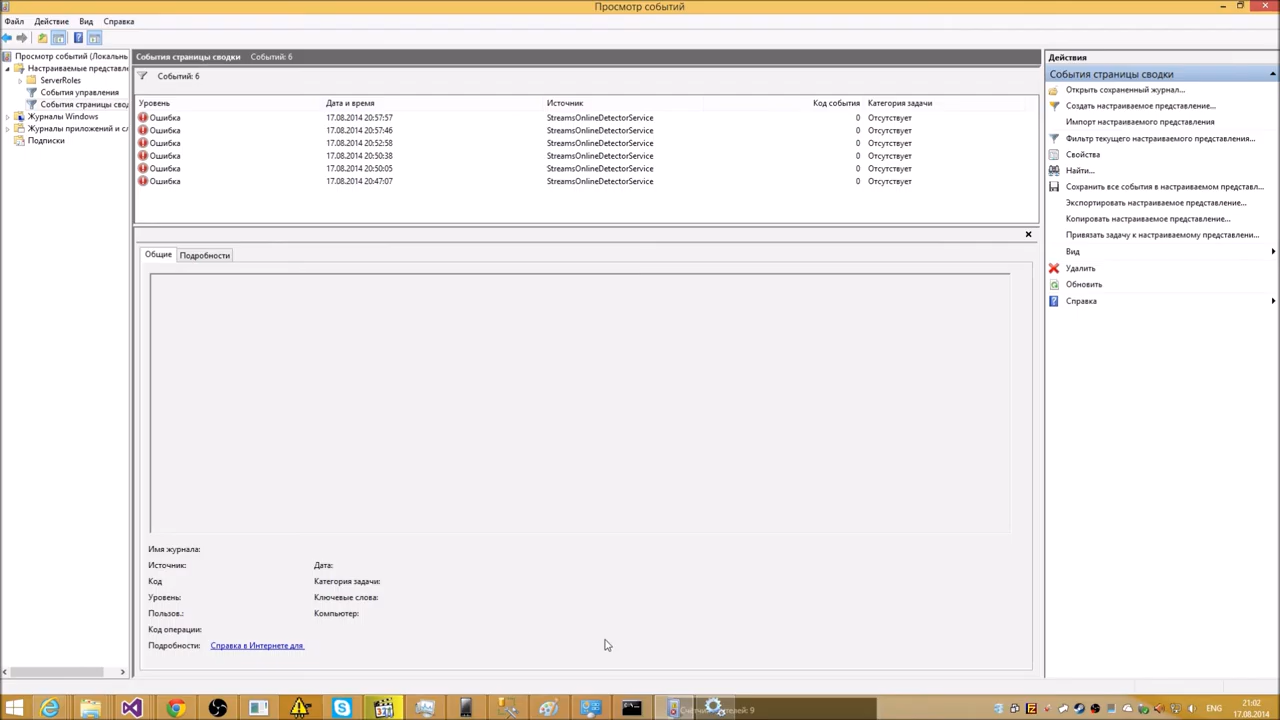 Просмотр событий
Файл Действие Вид Справка
Просмотр событий (Локальн
Настраиваемые представле
ServerRoles
События управления
События страницы свод
Журналы Windows
Журналы приложений и сл
Подписки
События страницы сводки Событий: 6
Событий: 6
Уровень Дата и время Источник Код события Категория задачи
Ошибка 17.08.2014 20:57:57 StreamsOnlineDetectorService 0 Отсутствует
Ошибка 17.08.2014 20:57:46 StreamsOnlineDetectorService 0 Отсутствует
Ошибка 17.08.2014 20:52:58 StreamsOnlineDetectorService 0 Отсутствует
Ошибка 17.08.2014 20:50:38 StreamsOnlineDetectorService 0 Отсутствует
Ошибка 17.08.2014 20:50:05 StreamsOnlineDetectorService 0 Отсутствует
Ошибка 17.08.2014 20:47:07 StreamsOnlineDetectorService 0 Отсутствует
Общие Подробности
Имя журнала:
Источник: Дата:
Код Категория задачи:
Уровень: Ключевые слова:
Пользов.: Компьютер:
Код операции:
Подробности: Справка в Интернете для
Действия
События страницы сводки
Открыть сохраненный журнал...
Создать настраиваемое представление...
Импорт настраиваемого представления
Фильтр текущего настраиваемого представления...
Свойства
Найти...
Сохранить все события в настраиваемом представл...
Экспортировать настраиваемое представление...
Копировать настраиваемое представление...
Привязать задачу к настраиваемому представлени...
Вид
Удалить
Обновить
Справка
ENG
21:02
17.08.2014